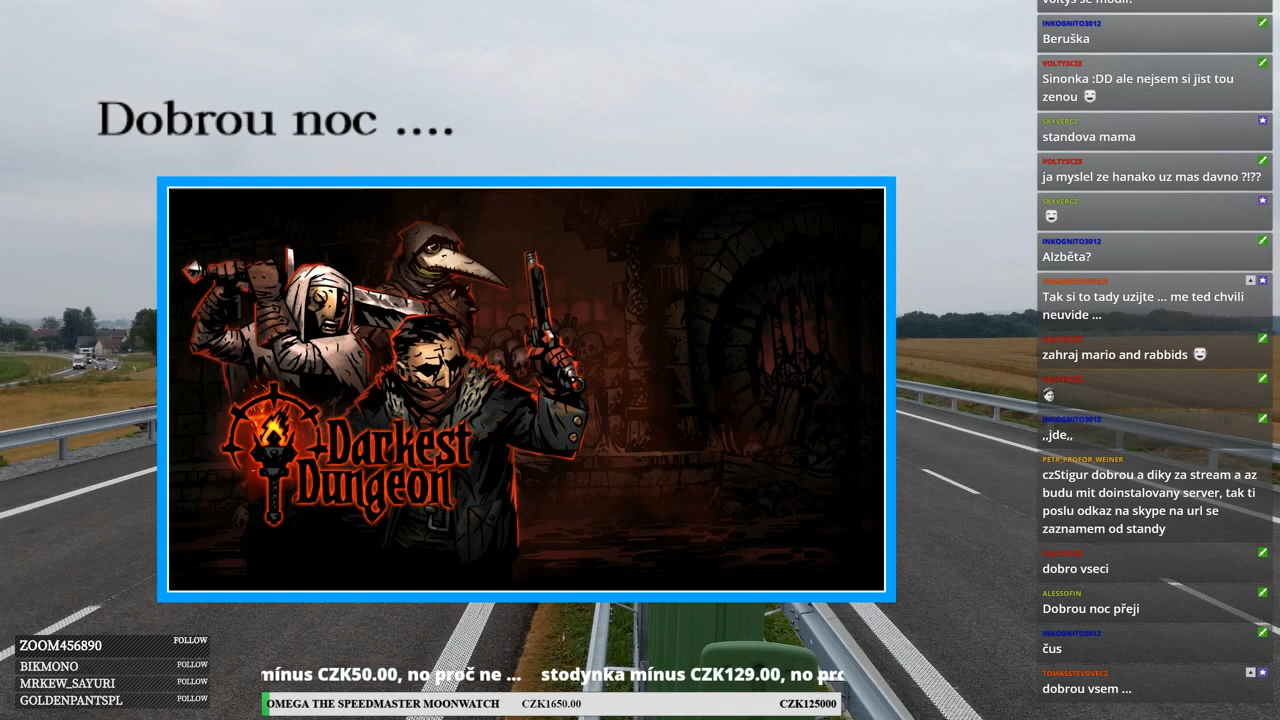 Dobrou noc ....
Darkest
Dungeon
INKOGNITO3012
Beruška
VOLTYSCZE
Sinonka :DD ale nejsem si jist tou
zenou
SKYVERCZ
standova mama
VOLTYSCZE
ja myslel ze hanako uz mas davno ?!??
SKYVERCZ
INKOGNITO3012
Alzběta?
TOMASSTEVOVECZ
Tak si to tady uzijte ... me ted chvili
neuvide ...
VOLTYSCZE
zahraj mario and rabbids
VOLTYSCZE
INKOGNITO3012
,,jde,,
PETR_PROFOR_WEINER
czStigur dobrou a diky za stream a az
budu mit doinstalovany server, tak ti
poslu odkaz na skype na url se
zaznamem od standy
VOLTYSCZE
dobro vseci
ALESSOFIN
Dobrou noc přeji
INKOGNITO3012
čus
TOMASSTEVOVECZ
dobrou vsem ...
ZOOM456890 FOLLOW
BIKMONO FOLLOW
MRKEW_SAYURI FOLLOW
GOLDENPANTSPL FOLLOW
mínus CZK50.00, no proč ne ... stodynka mínus CZK129.00, no
OMEGA THE SPEEDMASTER MOONWATCH CZK1650.00 CZK125000